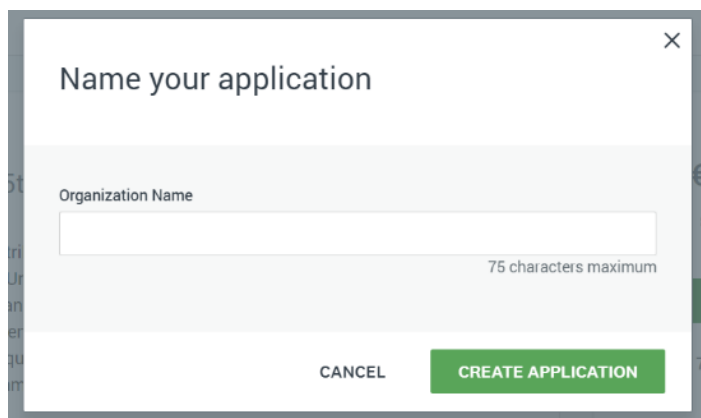 Name your application
Organization Name
75 characters maximum
CANCEL
CREATE APPLICATION